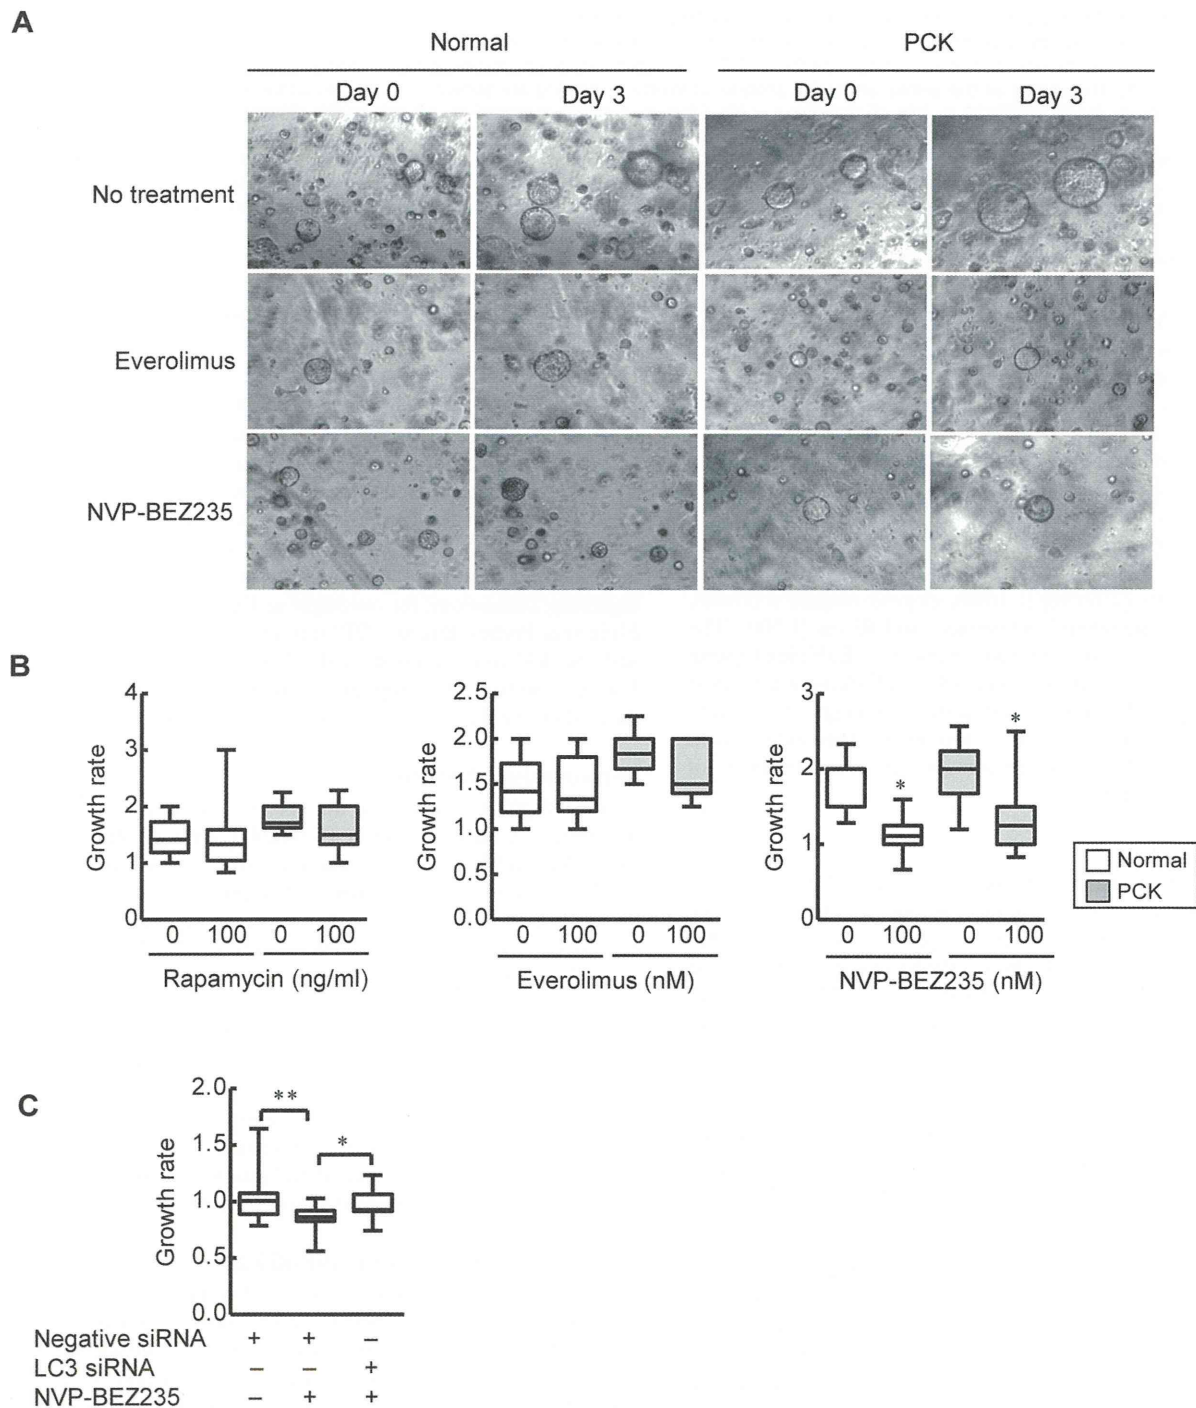 A
Normal PCK
Day 0 Day 3 Day 0 Day 3
No treatment
Everolimus
NVP-BEZ235
B
4
3
2
1
0
Growth rate
0 100 0 100
Rapamycin (ng/ml)
2.5
2.0
1.5
1.0
0.5
0.0
Growth rate
0 100 0 100
Everolimus (nM)
3
2
1
0
Growth rate
* *
0 100 0 100
NVP-BEZ235 (nM)
Normal
PCK
C
2.0
1.5
1.0
0.5
0.0
Growth rate
**
*
Negative siRNA + + –
LC3 siRNA – – +
NVP-BEZ235 – + +